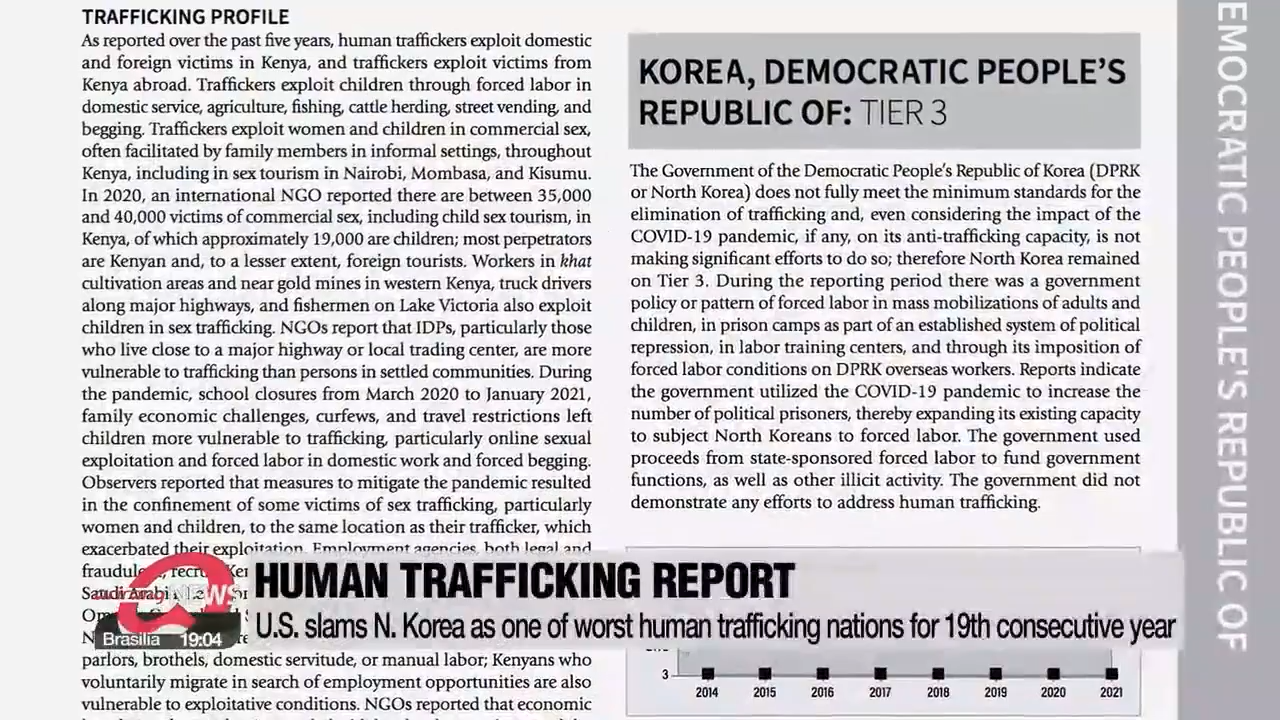 TRAFFICKING PROFILE
As reported over the past five years, human traffickers exploit domestic
and foreign victims in Kenya, and traffickers exploit victims from
Kenya abroad. Traffickers exploit children through forced labor in
domestic service, agriculture, fishing, cattle herding, street vending, and
begging. Traffickers exploit women and children in commercial sex,
often facilitated by family members in informal settings, throughout
Kenya, including in sex tourism in Nairobi, Mombasa, and Kisumu.
In 2020, an international NGO reported there are between 35,000
and 40,000 victims of commercial sex, including child sex tourism, in
Kenya, of which approximately 19,000 are children; most perpetrators
are Kenyan and, to a lesser extent, foreign tourists. Workers in khat
cultivation areas and near gold mines in western Kenya, truck drivers
along major highways, and fishermen on Lake Victoria also exploit
children in sex trafficking. NGOs report that IDPs, particularly those
who live close to a major highway or local trading center, are more
vulnerable to trafficking than persons in settled communities. During
the pandemic, school closures from March 2020 to January 2021,
family economic challenges, curfews, and travel restrictions left
children more vulnerable to trafficking, particularly online sexual
exploitation and forced labor in domestic work and forced begging.
Observers reported that measures to mitigate the pandemic resulted
in the confinement of some victims of sex trafficking, particularly
women and children, to the same location as their trafficker, which
exacerbated their exploitation. Employment agencies, both legal and
parlors, brothels, domestic servitude, or manual labor; Kenyans who
voluntarily migrate in search of employment opportunities are also
vulnerable to exploitative conditions. NGOs reported that economic
KOREA, DEMOCRATIC PEOPLE'S
REPUBLIC OF: TIER 3
The Government of the Democratic People's Republic of Korea (DPRK
or North Korea) does not fully meet the minimum standards for the
elimination of trafficking and, even considering the impact of the
COVID-19 pandemic, if any, on its anti-trafficking capacity, is not
making significant efforts to do so; therefore North Korea remained
on Tier 3. During the reporting period there was a government
policy or pattern of forced labor in mass mobilizations of adults and
children, in prison camps as part of an established system of political
repression, in labor training centers, and through its imposition of
forced labor conditions on DPRK overseas workers. Reports indicate
the government utilized the COVID-19 pandemic to increase the
number of political prisoners, thereby expanding its existing capacity
to subject North Koreans to forced labor. The government used
proceeds from state-sponsored forced labor to fund government
functions, as well as other illicit activity. The government did not
demonstrate any efforts to address human trafficking.
3
2014 2015 2016 2017 2018 2019 2020 2021
EMOCRATIC PEOPLE'S REPUBLIC OF
NEWS
Brasilia 19:04
HUMAN TRAFFICKING REPORT
U.S. slams N. Korea as one of worst human trafficking nations for 19th consecutive year